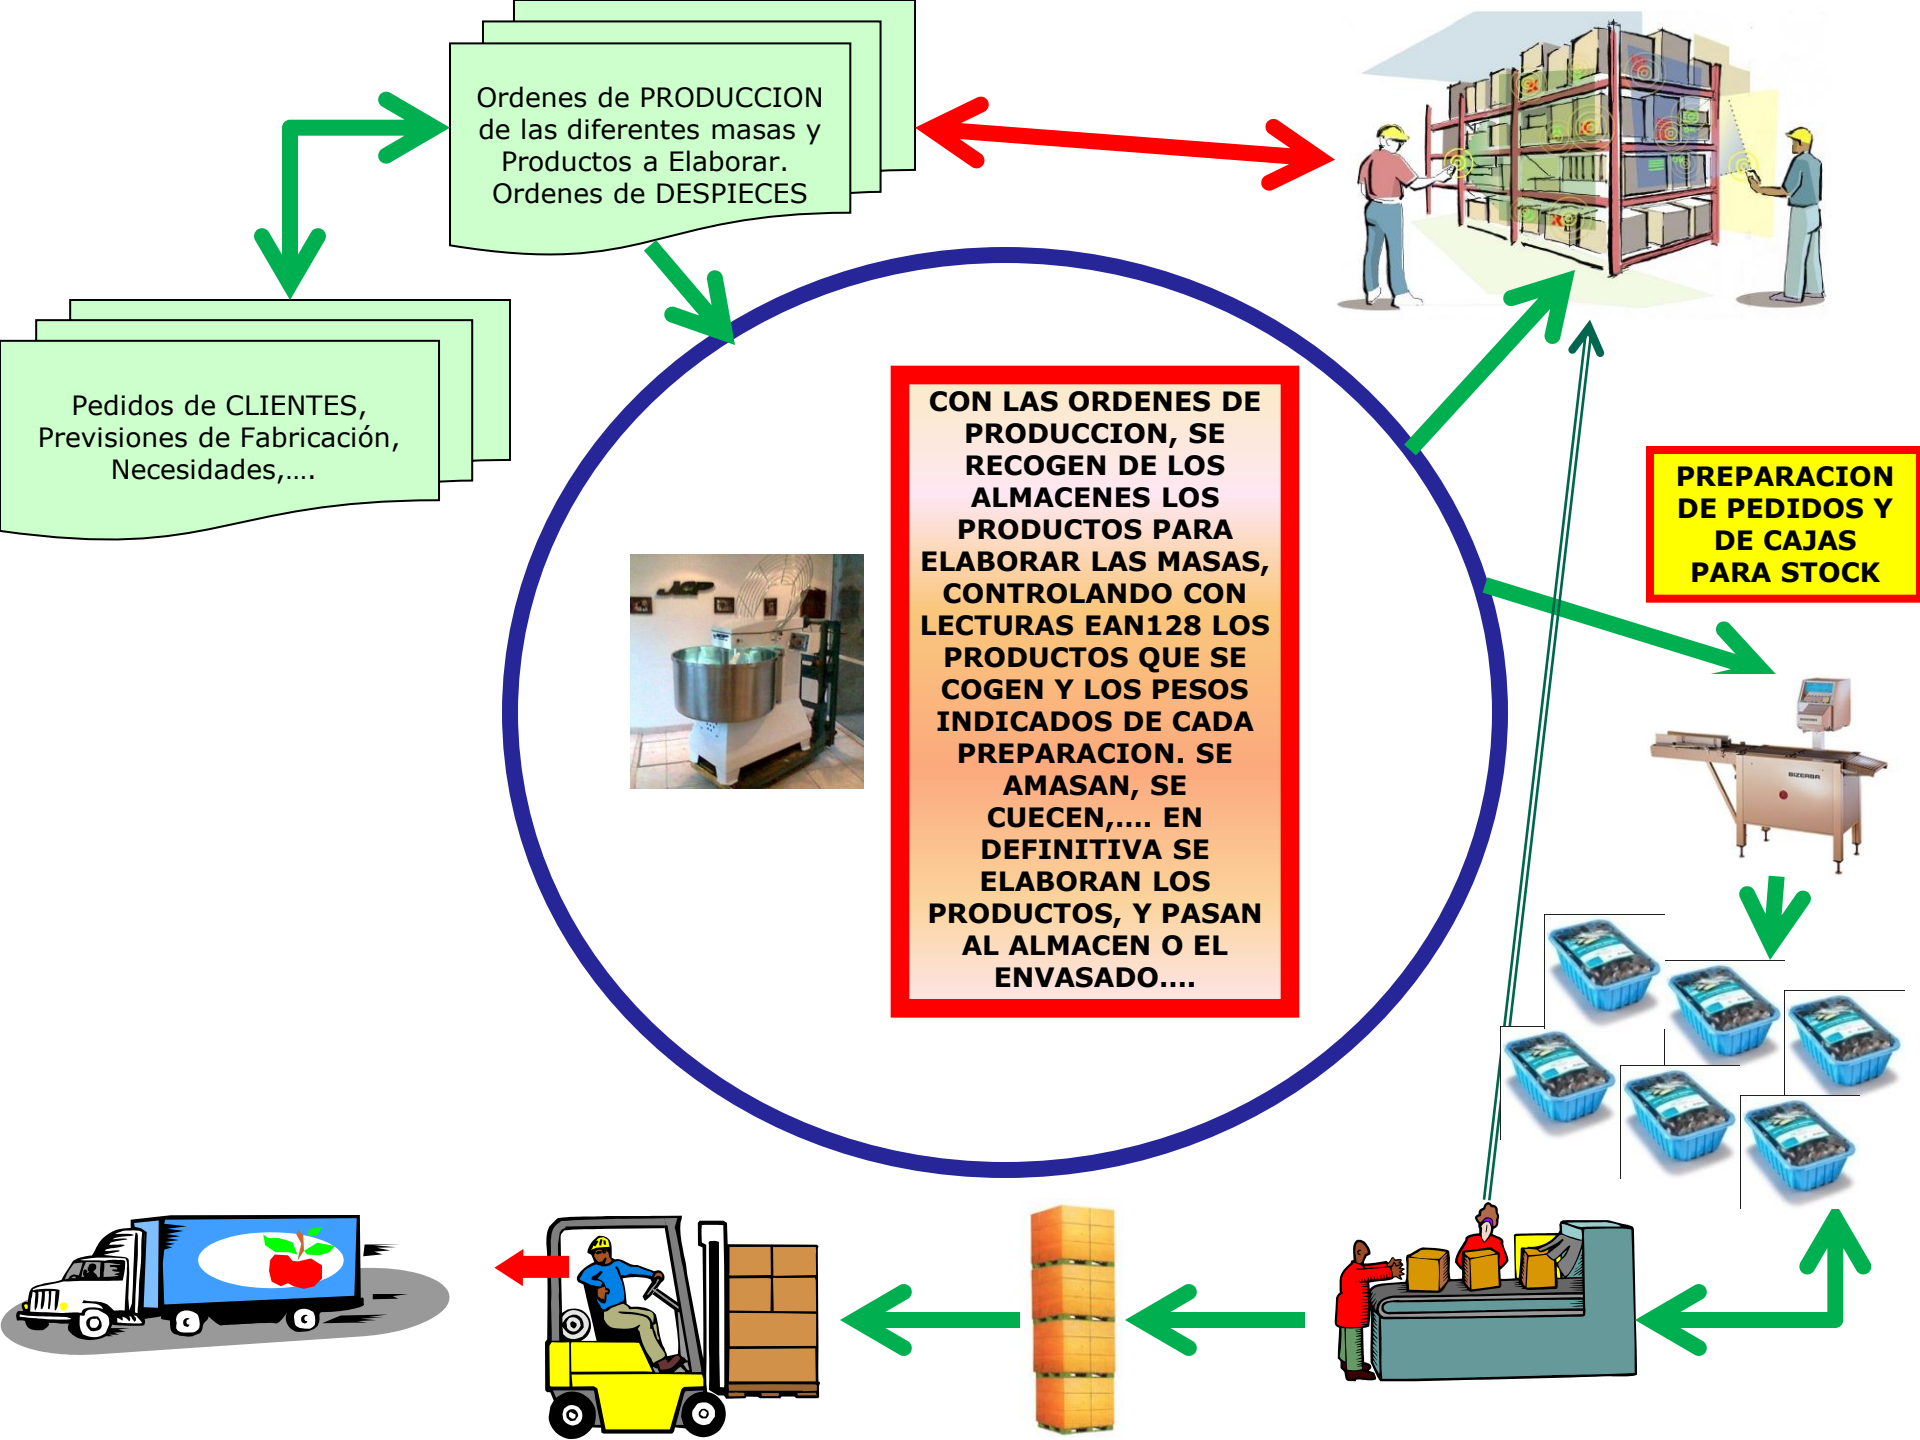 Ordenes de PRODUCCION
de las diferentes masas y
Productos a Elaborar.
Ordenes de DESPIECES
Pedidos de CLIENTES,
Previsiones de Fabricación,
Necesidades,....
CON LAS ORDENES DE
PRODUCCION, SE
RECOGEN DE LOS
ALMACENES LOS
PRODUCTOS PARA
ELABORAR LAS MASAS,
CONTROLANDO CON
LECTURAS EAN128 LOS
PRODUCTOS QUE SE
COGEN Y LOS PESOS
INDICADOS DE CADA
PREPARACION. SE
AMASAN, SE
CUECEN,.... EN
DEFINITIVA SE
ELABORAN LOS
PRODUCTOS, Y PASAN
AL ALMACEN O EL
ENVASADO....
PREPARACION
DE PEDIDOS Y
DE CAJAS
PARA STOCK
JGP
BIZERBA